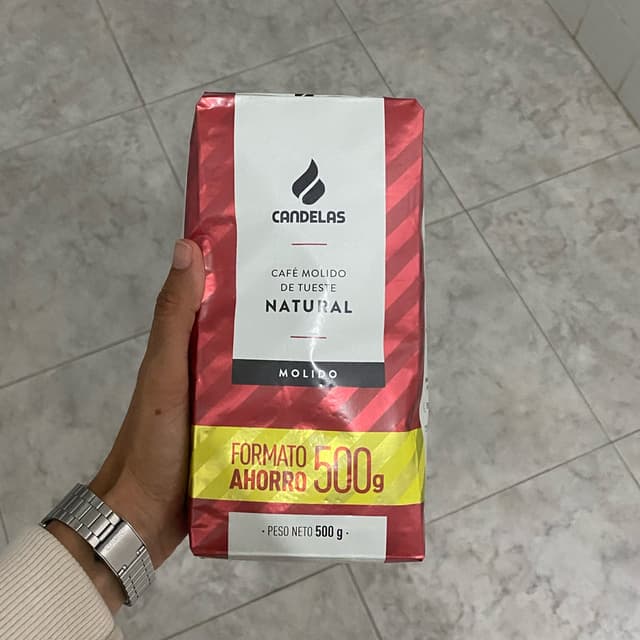 CANDELAS
CAFÉ MOLIDO
DE TUESTE
NATURAL
MOLIDO
FORMATO
AHORRO 500g
· PESO NETO 500 g ·